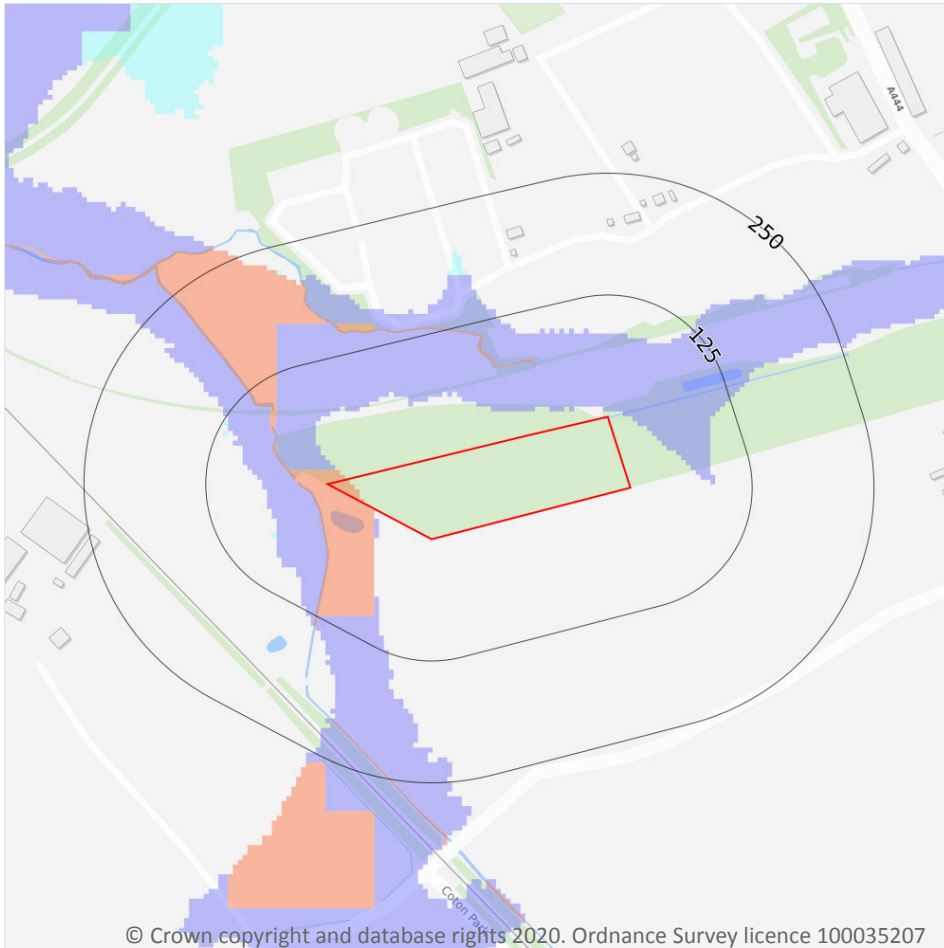 A444
250
125
Coton Park
© Crown copyright and database rights 2020. Ordnance Survey licence 100035207